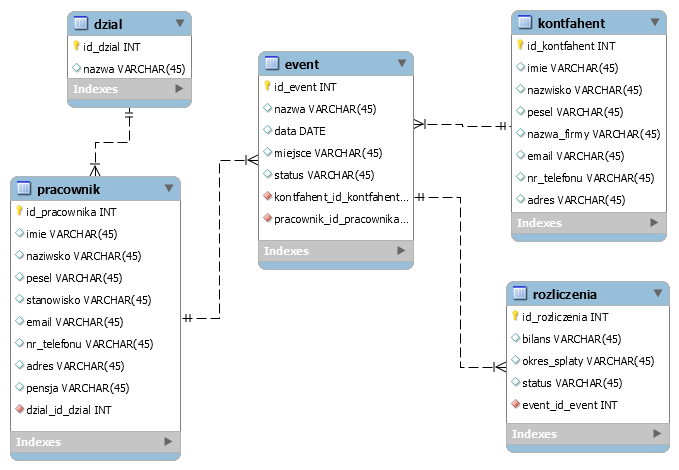 dzial
id_dzial INT
nazwa VARCHAR(45)
Indexes
pracownik
id_pracownika INT
imie VARCHAR(45)
naziwsko VARCHAR(45)
pesel VARCHAR(45)
stanowisko VARCHAR(45)
email VARCHAR(45)
nr_telefonu VARCHAR(45)
adres VARCHAR(45)
pensja VARCHAR(45)
dzial_id_dzial INT
Indexes
event
id_event INT
nazwa VARCHAR(45)
data DATE
miejsce VARCHAR(45)
status VARCHAR(45)
kontfahent_id_kontfahent...
pracownik_id_pracownika...
Indexes
kontfahent
id_kontfahent INT
imie VARCHAR(45)
nazwisko VARCHAR(45)
pesel VARCHAR(45)
nazwa_firmy VARCHAR(45)
email VARCHAR(45)
nr_telefonu VARCHAR(45)
adres VARCHAR(45)
Indexes
rozliczenia
id_rozliczenia INT
bilans VARCHAR(45)
okres_splaty VARCHAR(45)
status VARCHAR(45)
event_id_event INT
Indexes